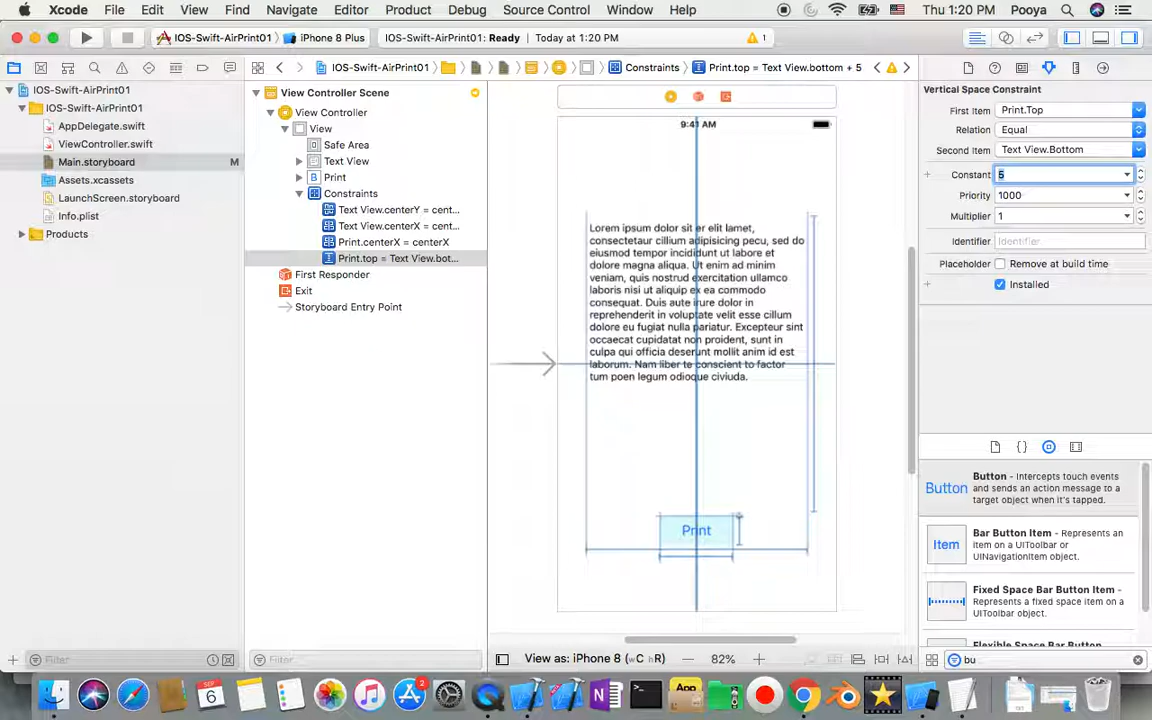 Xcode File Edit View Find Navigate Editor Product Debug Source Control Window Help Thu 1:20 PM Pooya
IOS-Swift-AirPrint01 iPhone 8 Plus IOS-Swift-AirPrint01: Ready Today at 1:20 PM 1
IOS-Swift-AirPrint01 Constraints Print.top = Text View.bottom + 5
IOS-Swift-AirPrint01
IOS-Swift-AirPrint01
AppDelegate.swift
ViewController.swift
Main.storyboard M
Assets.xcassets
LaunchScreen.storyboard
Info.plist
Products
View Controller Scene
View Controller
View
Safe Area
Text View
B Print
Constraints
Text View.centerY = cent...
Text View.centerX = cent...
Print.centerX = centerX
Print.top = Text View.bot...
First Responder
Exit
Storyboard Entry Point
9:41 AM
Lorem ipsum dolor sit er elit lamet,
consectetaur cillium adipisicing pecu, sed do
eiusmod tempor incididunt ut labore et
dolore magna aliqua. Ut enim ad minim
veniam, quis nostrud exercitation ullamco
laboris nisi ut aliquip ex ea commodo
consequat. Duis aute irure dolor in
reprehenderit in voluptate velit esse cillum
dolore eu fugiat nulla pariatur. Excepteur sint
occaecat cupidatat non proident, sunt in
culpa qui officia deserunt mollit anim id est
laborum. Nam liber te conscient to factor
tum poen legum odioque civiuda.
Print
Vertical Space Constraint
First Item Print.Top
Relation Equal
Second Item Text View.Bottom
Constant 5
Priority 1000
Multiplier 1
Identifier Identifier
Placeholder Remove at build time
Installed
Button Button - Intercepts touch events
and sends an action message to a
target object when it's tapped.
Item Bar Button Item - Represents an
item on a UIToolbar or
UINavigationItem object.
Fixed Space Bar Button Item -
Represents a fixed space item on a
UIToolbar object.
Flexible Space Bar Button
Filter Filter View as: iPhone 8 (wC hR) 82% bu
SEP
6
2
N
App